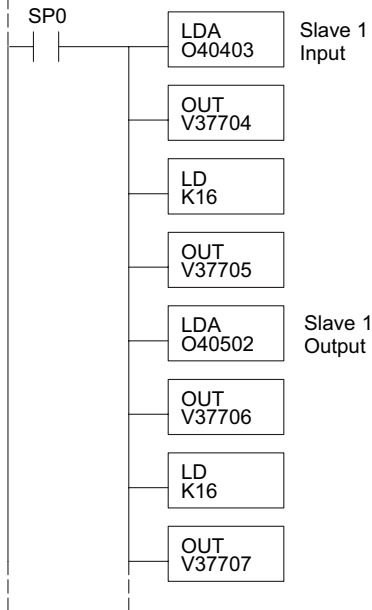 SP0
LDA
O40403
Slave 1
Input
OUT
V37704
LD
K16
OUT
V37705
LDA
O40502
Slave 1
Output
OUT
V37706
LD
K16
OUT
V37707